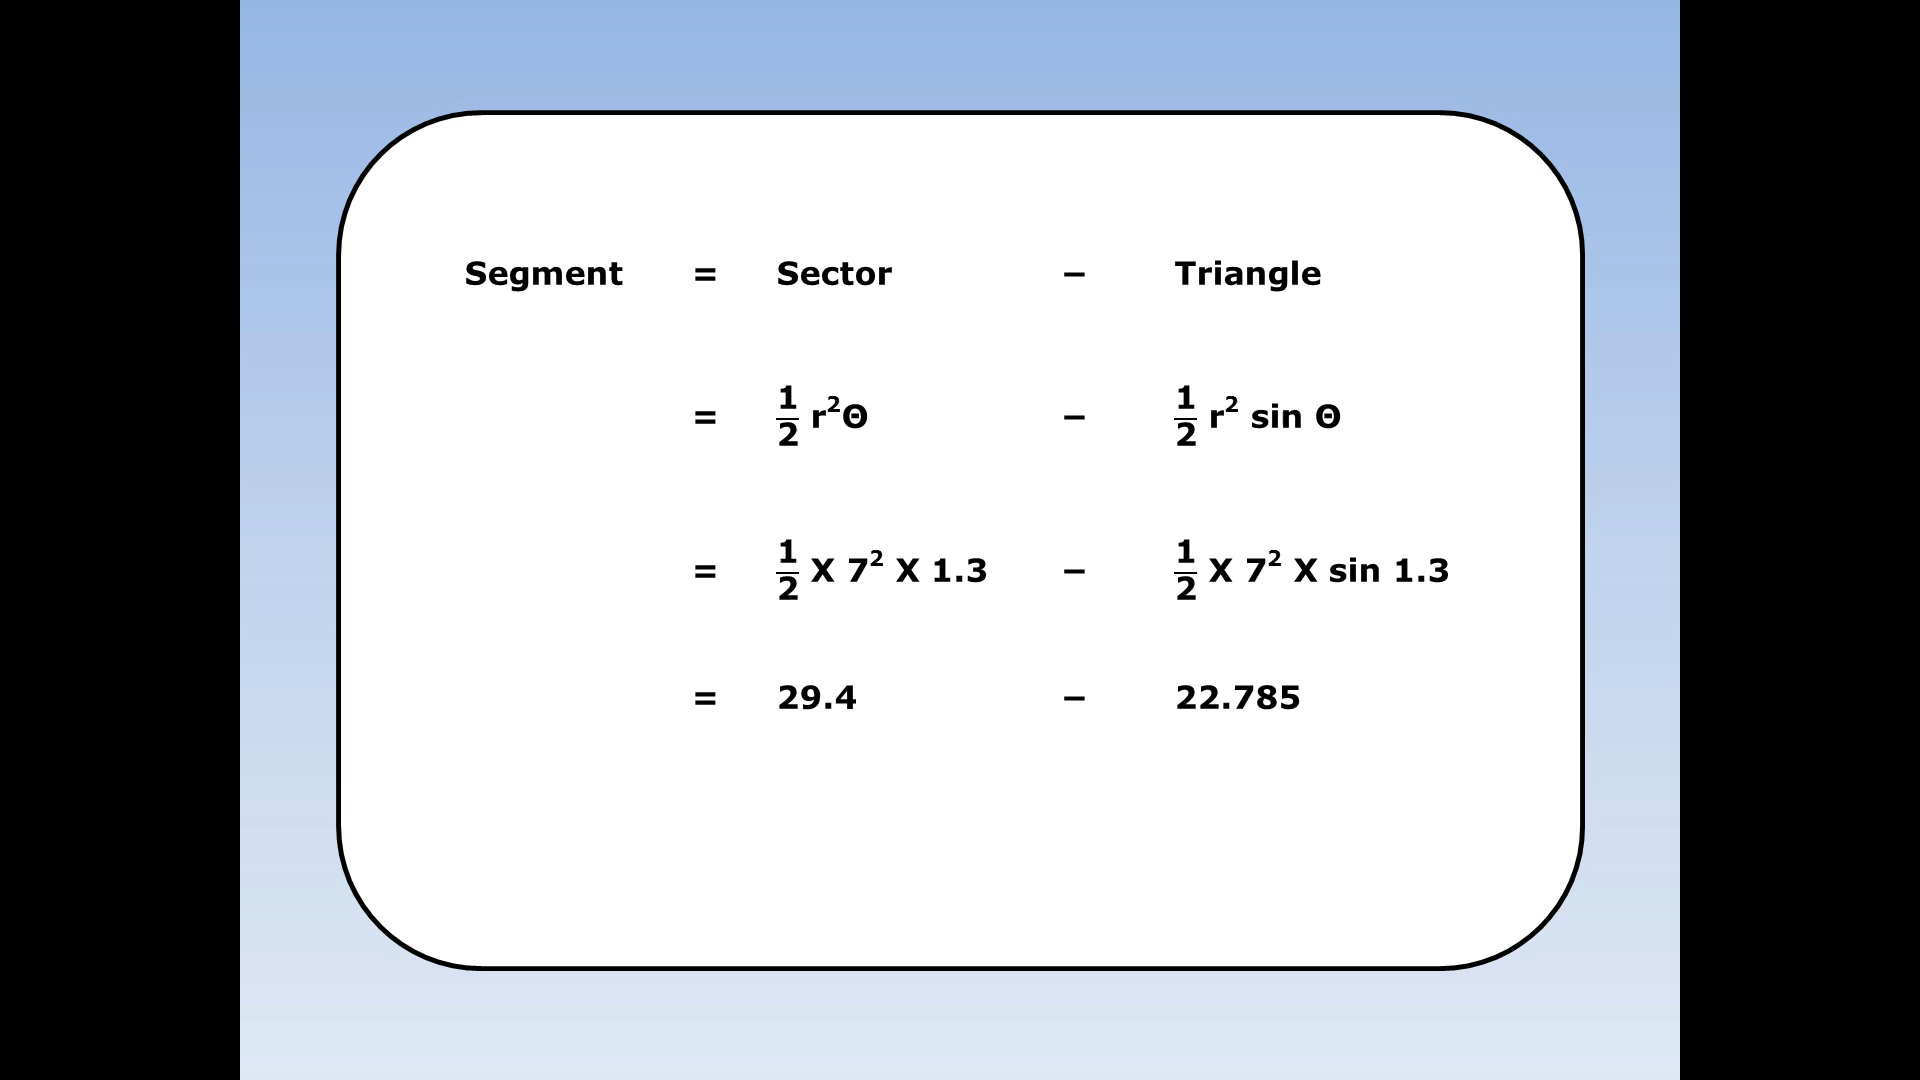 Segment = Sector − Triangle
= 1/2 r²Θ − 1/2 r² sin Θ
= 1/2 X 7² X 1.3 − 1/2 X 7² X sin 1.3
= 29.4 − 22.785